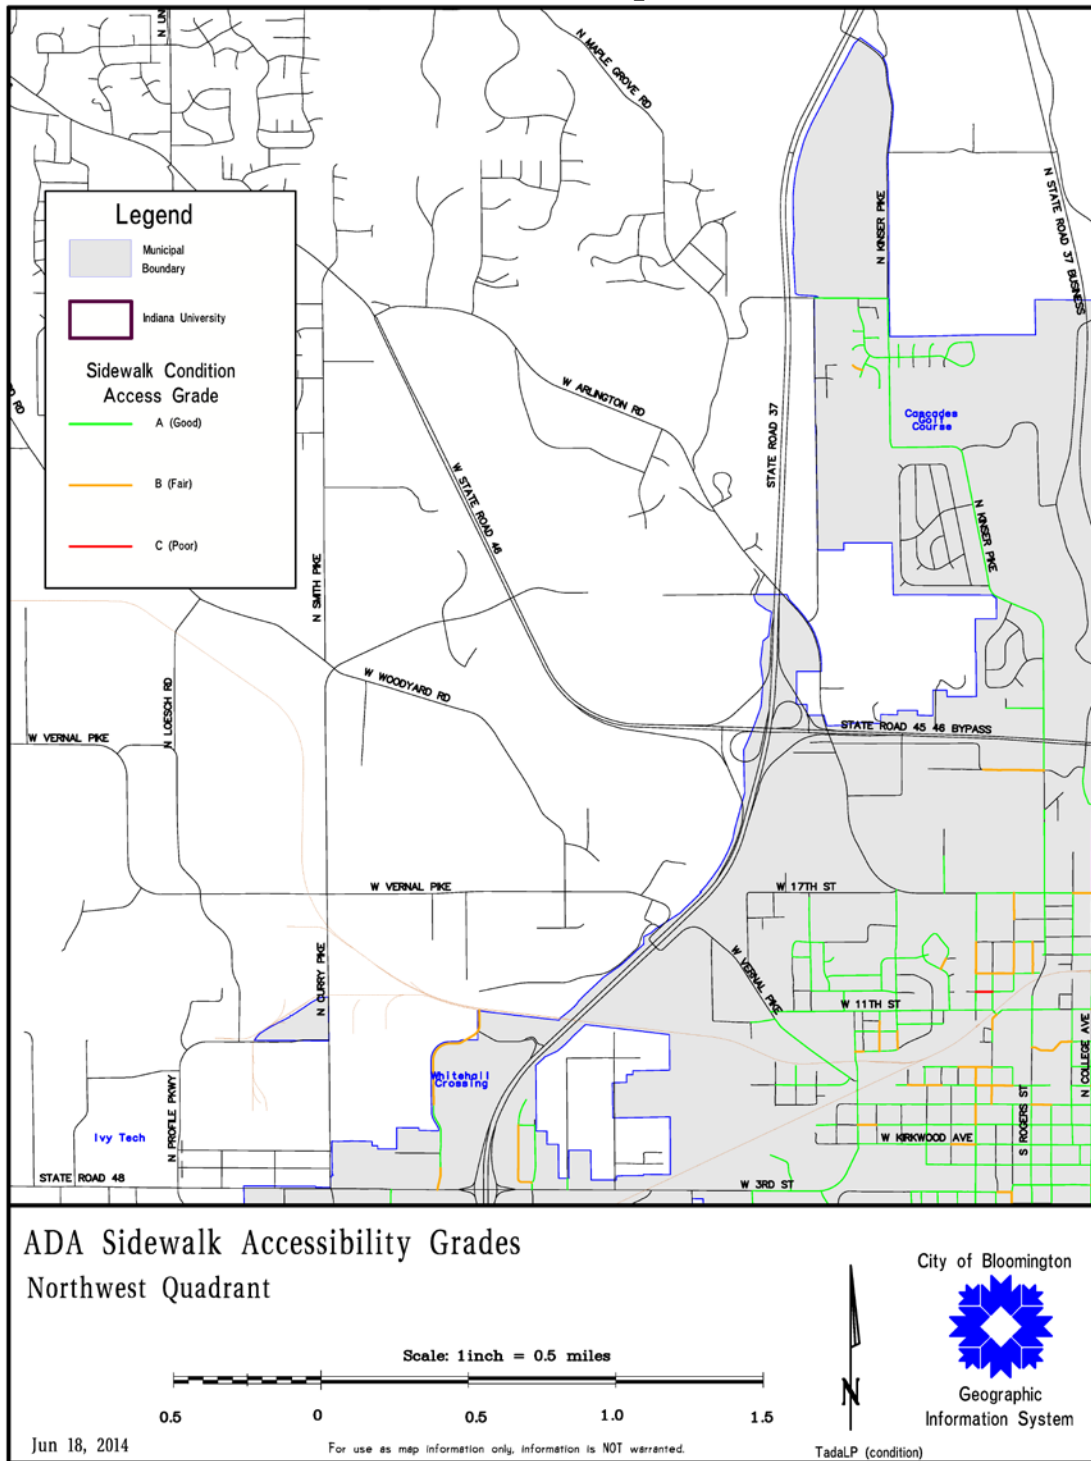 N UN
N MAPLE GROVE RD
N KINSER PIKE
N STATE ROAD 37 BUSINESS
Legend
Municipal
Boundary
Indiana University
Sidewalk Condition
Access Grade
A (Good)
B (Fair)
C (Poor)
RD
W ARLINGTON RD
STATE ROAD 37
Cascades
Golf
Course
W STATE ROAD 46
N KINSER PIKE
N SMITH PIKE
W WOODYARD RD
N LOESCH RD
W VERNAL PIKE
STATE ROAD 45 46 BYPASS
W VERNAL PIKE
W 17TH ST
N CURRY PIKE
W VERNAL PIKE
W 11TH ST
N COLLEGE AVE
Whitehall
Crossing
N PROFILE PKWY
Ivy Tech
S ROGERS ST
W KIRKWOOD AVE
STATE ROAD 48
W 3RD ST
ADA Sidewalk Accessibility Grades
Northwest Quadrant
City of Bloomington
Scale: 1inch = 0.5 miles
0.5 0 0.5 1.0 1.5
N
Geographic
Information System
Jun 18, 2014
For use as map information only, information is NOT warranted.
TadaLP (condition)